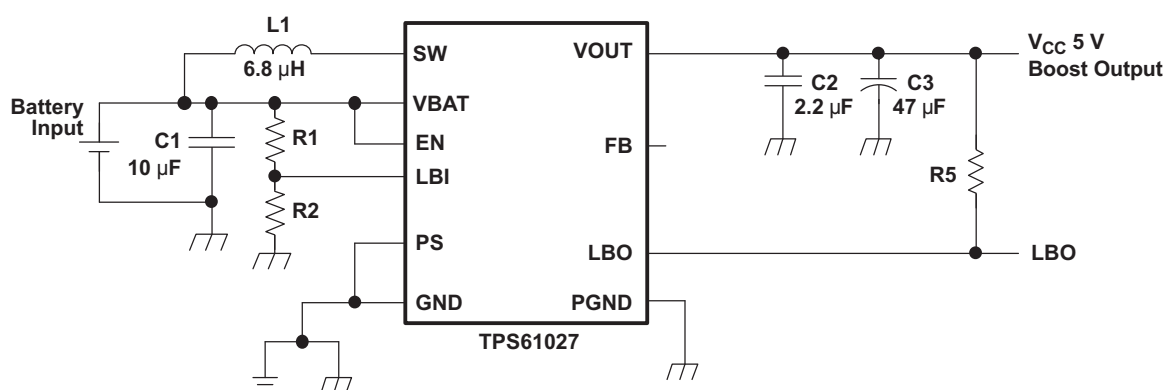 L1
6.8 µH
SW
VOUT
V_CC 5 V
Boost Output
Battery
Input
C1
10 µF
VBAT
EN
R1
LBI
R2
C2
2.2 µF
C3
47 µF
FB
R5
PS
LBO
LBO
GND
PGND
TPS61027